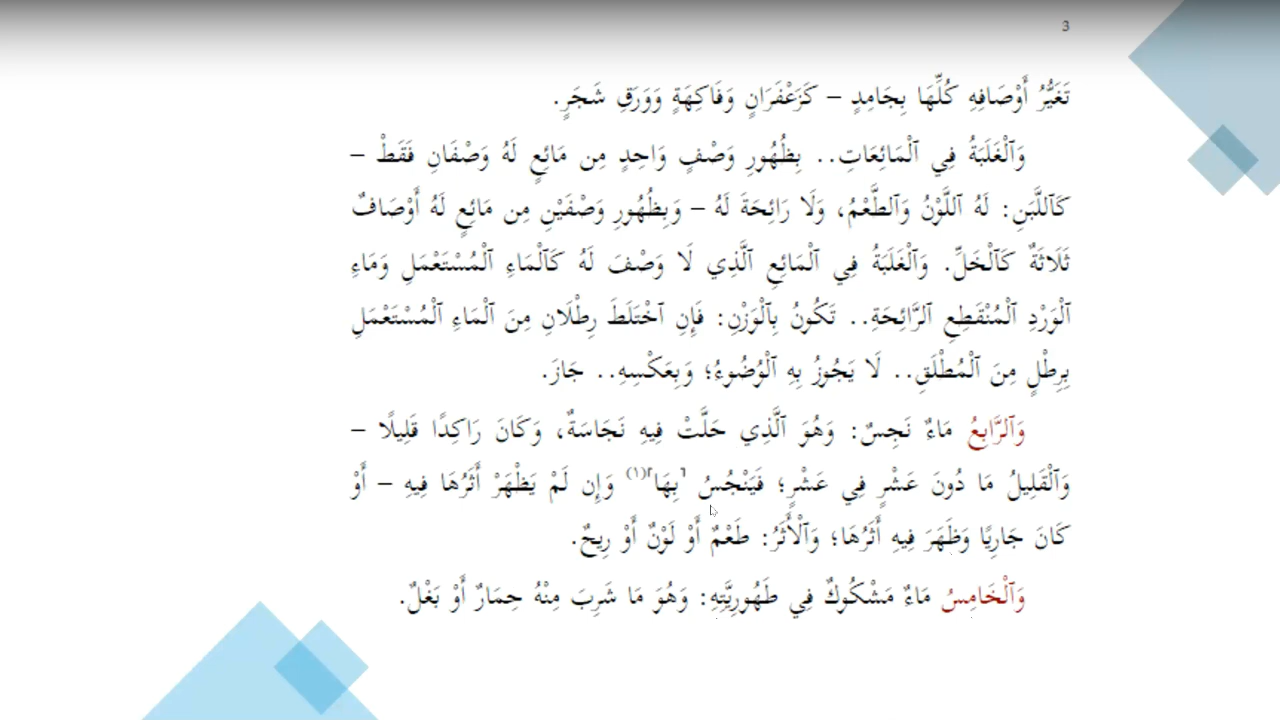 3
تَغَيُّرُ أَوْصَافِهِ كُلِّهَا بِجَامِدٍ – كَزَعْفَرَانٍ وَفَاكِهَةٍ وَوَرَقِ شَجَرٍ.
وَٱلْغَلَبَةُ فِي ٱلْمَائِعَاتِ.. بِظُهُورِ وَصْفٍ وَاحِدٍ مِن مَائِعٍ لَهُ وَصْفَانِ فَقَطْ –
كَٱللَّبَنِ: لَهُ ٱللَّوْنُ وَٱلطَّعْمُ، وَلَا رَائِحَةَ لَهُ – وَبِظُهُورِ وَصْفَيْنِ مِن مَائِعٍ لَهُ أَوْصَافٌ
ثَلَاثَةٌ كَٱلْخَلِّ. وَٱلْغَلَبَةُ فِي ٱلْمَائِعِ ٱلَّذِي لَا وَصْفَ لَهُ كَٱلْمَاءِ ٱلْمُسْتَعْمَلِ وَمَاءِ
ٱلْوَرْدِ ٱلْمُنْقَطِعِ ٱلرَّائِحَةِ.. تَكُونُ بِٱلْوَزْنِ: فَإِنِ ٱخْتَلَطَ رِطْلَانِ مِنَ ٱلْمَاءِ ٱلْمُسْتَعْمَلِ
بِرِطْلٍ مِنَ ٱلْمُطْلَقِ.. لَا يَجُوزُ بِهِ ٱلْوُضُوءُ؛ وَبِعَكْسِهِ.. جَازَ.
وَٱلرَّابِعُ مَاءٌ نَجِسٌ: وَهُوَ ٱلَّذِي حَلَّتْ فِيهِ نَجَاسَةٌ، وَكَانَ رَاكِدًا قَلِيلًا –
وَٱلْقَلِيلُ مَا دُونَ عَشْرٍ فِي عَشْرٍ؛ فَيَنْجُسُ ⸢بِهَا⸣(١) وَإِن لَمْ يَظْهَرْ أَثَرُهَا فِيهِ – أَوْ
كَانَ جَارِيًا وَظَهَرَ فِيهِ أَثَرُهَا؛ وَٱلْأَثَرُ: طَعْمٌ أَوْ لَوْنٌ أَوْ رِيحٌ.
وَٱلْخَامِسُ مَاءٌ مَشْكُوكٌ فِي طَهُورِيَّتِهِ: وَهُوَ مَا شَرِبَ مِنْهُ حِمَارٌ أَوْ بَغْلٌ.